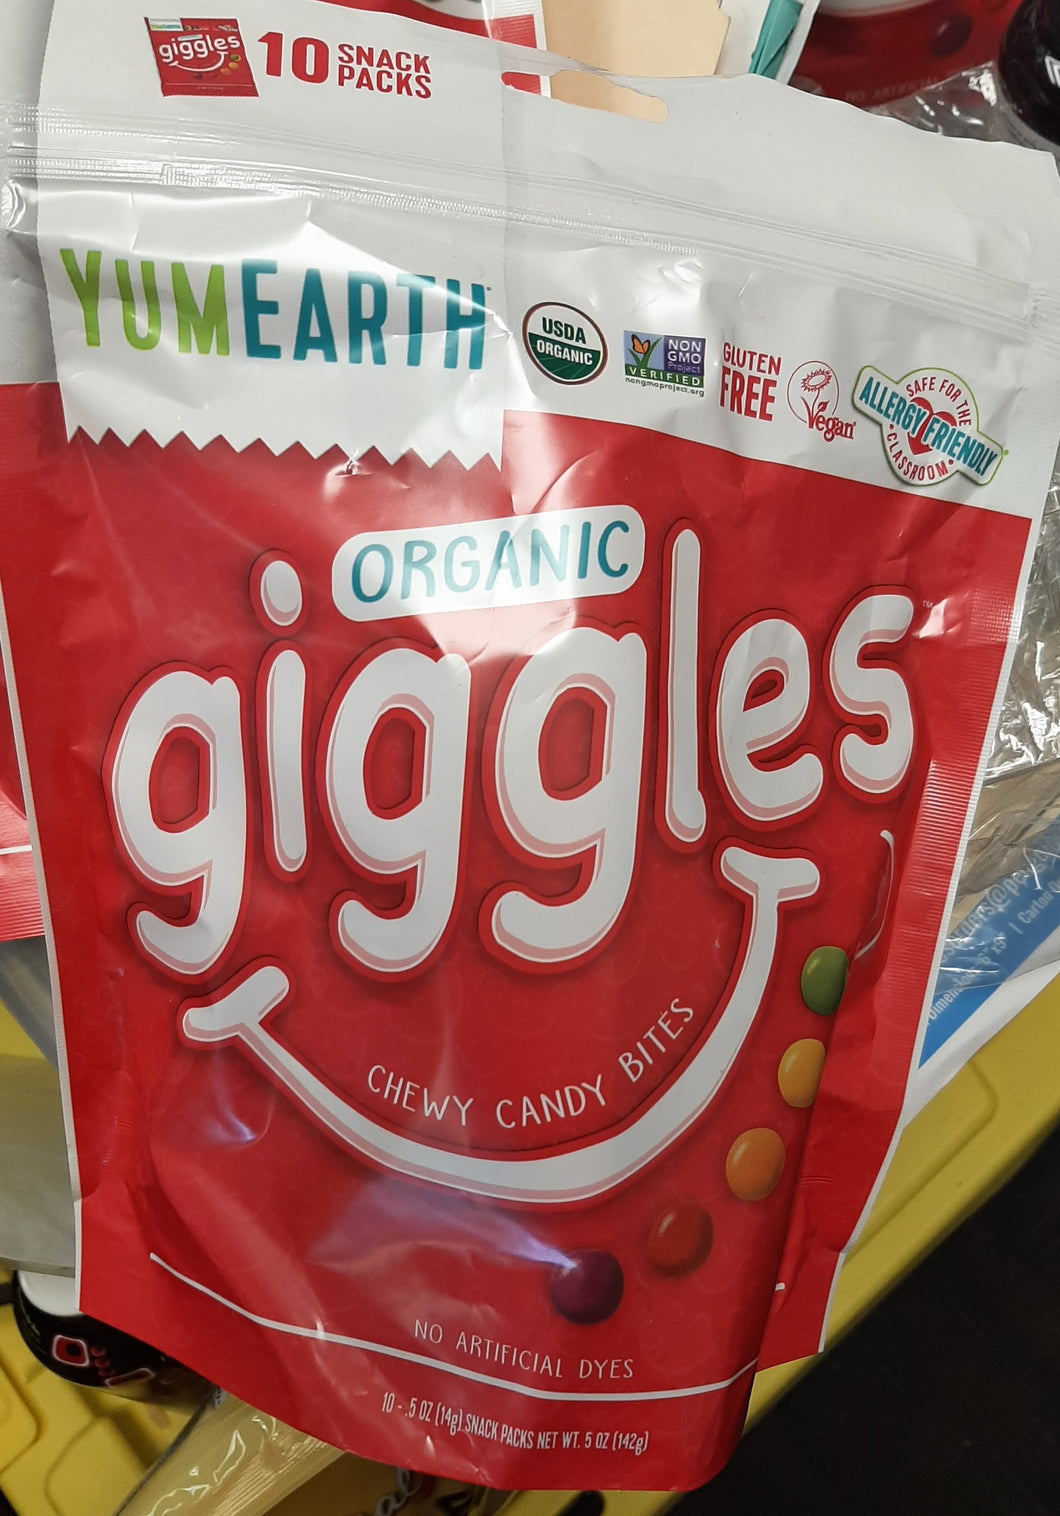 giggles
10 SNACK
PACKS
YUMEARTH
USDA
ORGANIC
NON
GMO
Project
VERIFIED
nongmoproject.org
GLUTEN
FREE
Vegan
SAFE FOR THE
ALLERGY FRIENDLY
CLASSROOM
ORGANIC
giggles™
CHEWY CANDY BITES
NO ARTIFICIAL DYES
10 - .5 OZ (14g) SNACK PACKS NET WT. 5 OZ (142g)